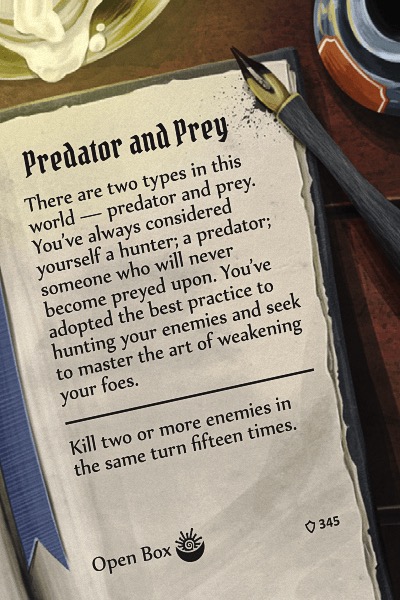 Predator and Prey
There are two types in this
world — predator and prey.
You've always considered
yourself a hunter; a predator;
someone who will never
become preyed upon. You've
adopted the best practice to
hunting your enemies and seek
to master the art of weakening
your foes.
Kill two or more enemies in
the same turn fifteen times.
Open Box
345